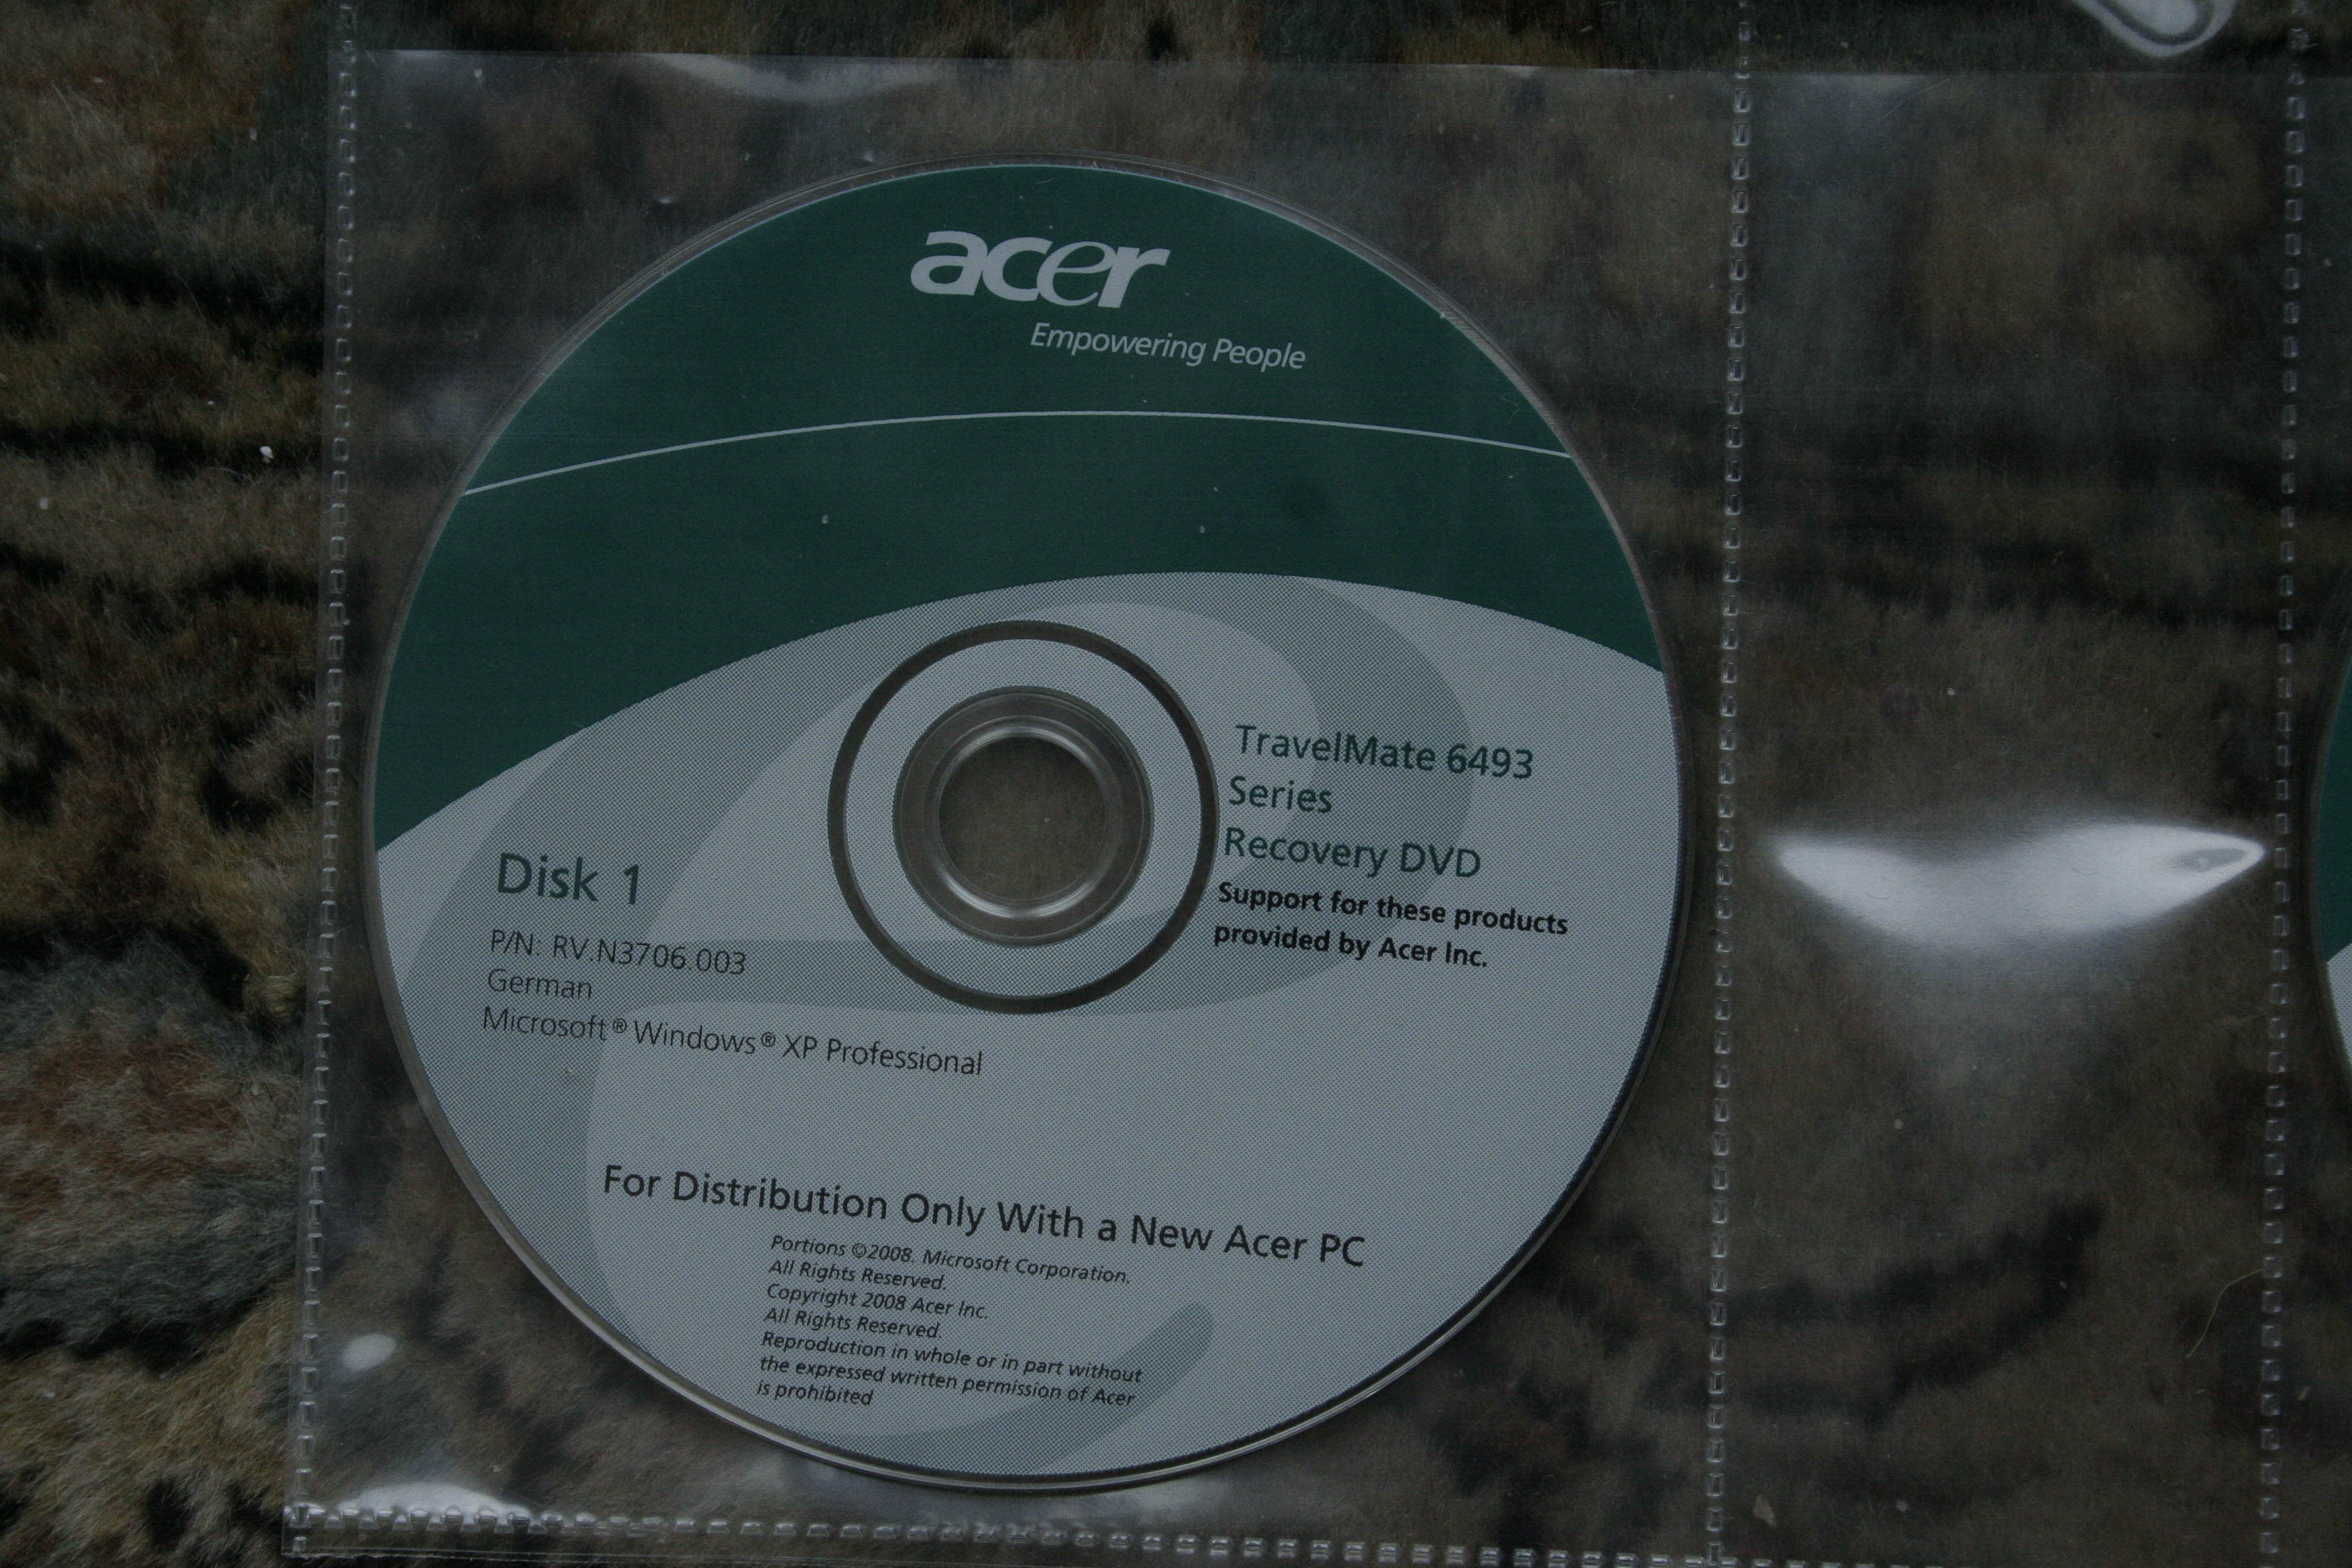 acer
Empowering People
TravelMate 6493
Series
Recovery DVD
Support for these products
provided by Acer Inc.
Disk 1
P/N: RV.N3706.003
German
Microsoft® Windows® XP Professional
For Distribution Only With a New Acer PC
Portions ©2008. Microsoft Corporation.
All Rights Reserved.
Copyright 2008 Acer Inc.
All Rights Reserved.
Reproduction in whole or in part without
the expressed written permission of Acer
is prohibited